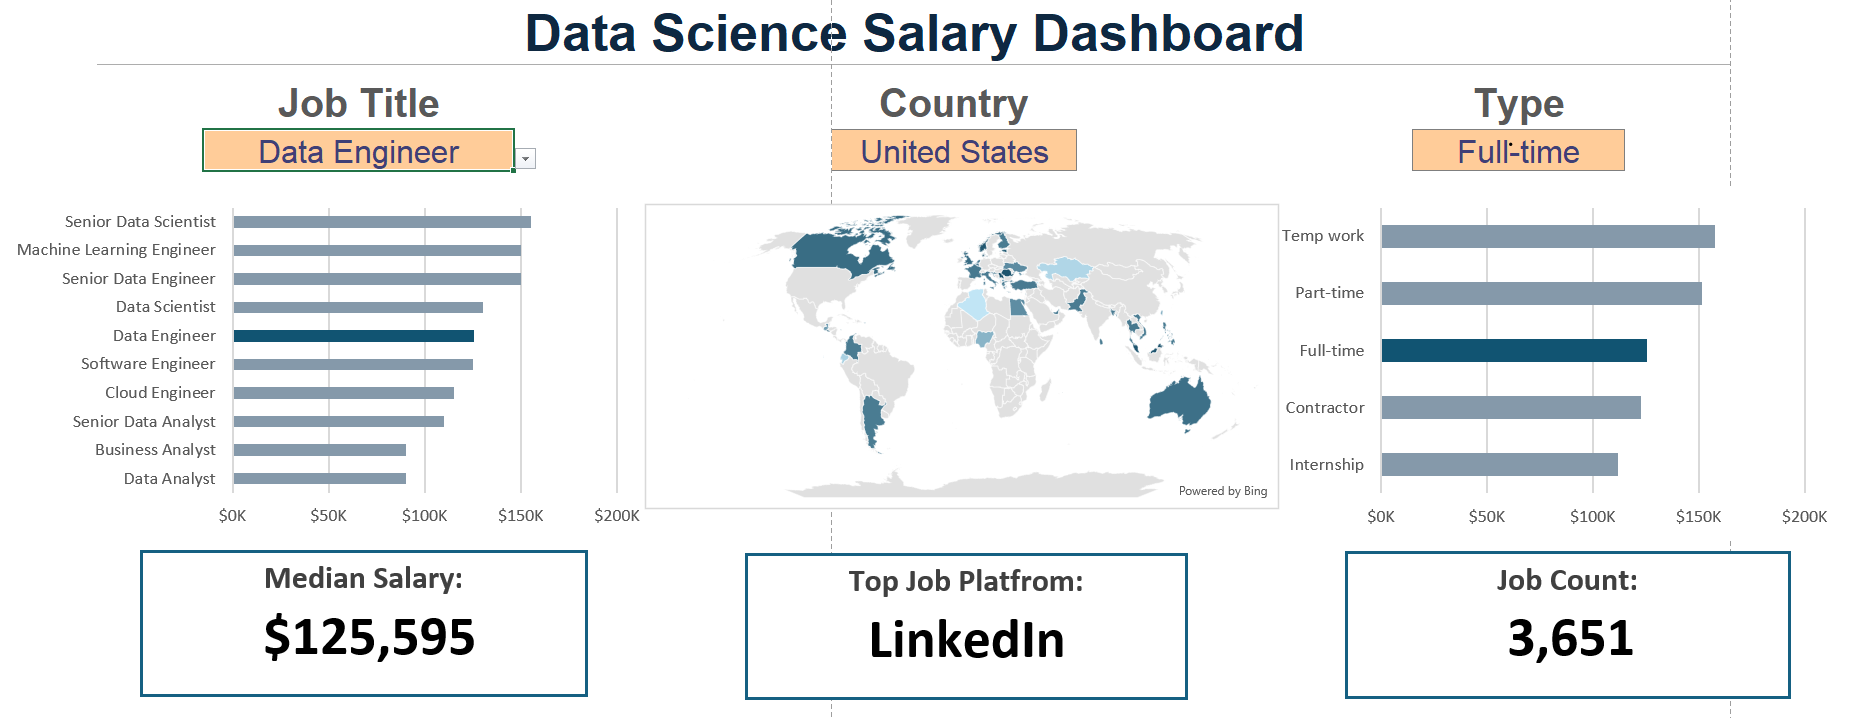 Data Science Salary Dashboard
Job Title
Country
Type
Data Engineer
United States
Full-time
Senior Data Scientist
Machine Learning Engineer
Senior Data Engineer
Data Scientist
Data Engineer
Software Engineer
Cloud Engineer
Senior Data Analyst
Business Analyst
Data Analyst
$0K $50K $100K $150K $200K
Powered by Bing
Temp work
Part-time
Full-time
Contractor
Internship
$0K $50K $100K $150K $200K
Median Salary:
$125,595
Top Job Platfrom:
LinkedIn
Job Count:
3,651